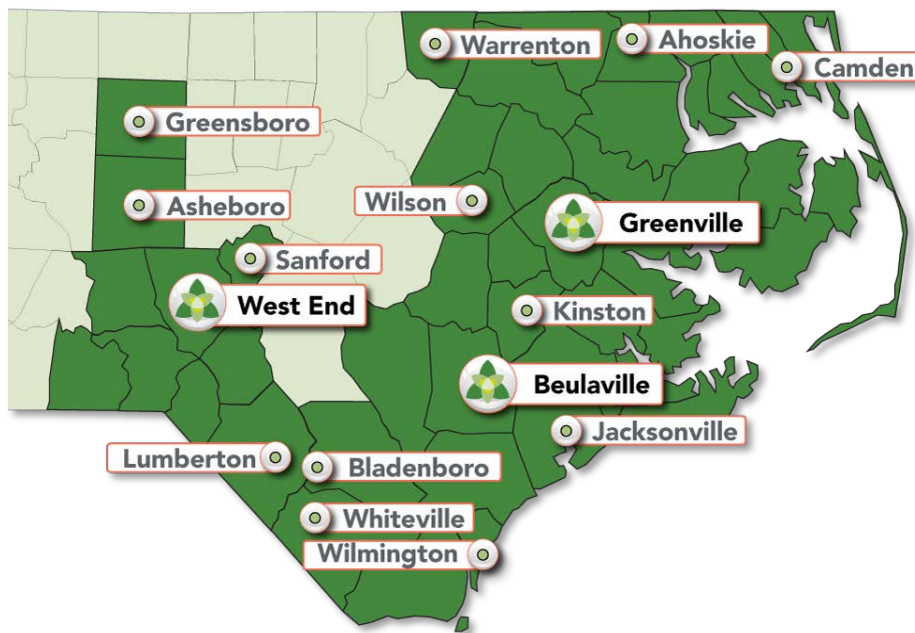 Warrenton
Ahoskie
Camden
Greensboro
Asheboro
Wilson
Greenville
Sanford
West End
Kinston
Beulaville
Jacksonville
Lumberton
Bladenboro
Whiteville
Wilmington